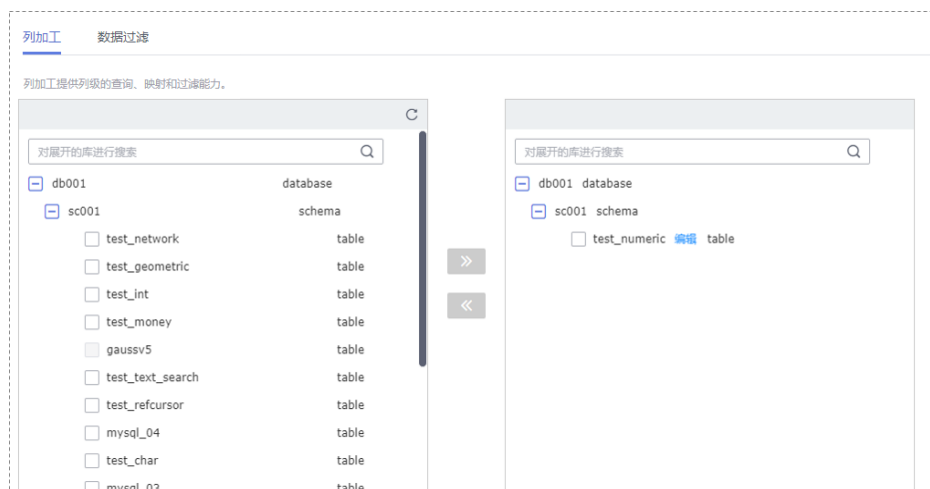 列加工 数据过滤
列加工提供列级的查询、映射和过滤能力。
对展开的库进行搜索
db001 database
sc001 schema
test_network table
test_geometric table
test_int table
test_money table
gaussv5 table
test_text_search table
test_refcursor table
mysql_04 table
test_char table
mysql_03 table
对展开的库进行搜索
db001 database
sc001 schema
test_numeric 编辑 table